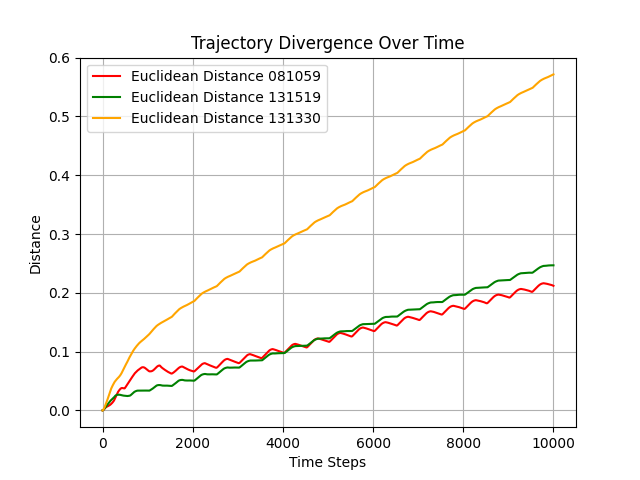 Trajectory Divergence Over Time
Euclidean Distance 081059
Euclidean Distance 131519
Euclidean Distance 131330
0.6
0.5
0.4
0.3
0.2
0.1
0.0
Distance
0 2000 4000 6000 8000 10000
Time Steps